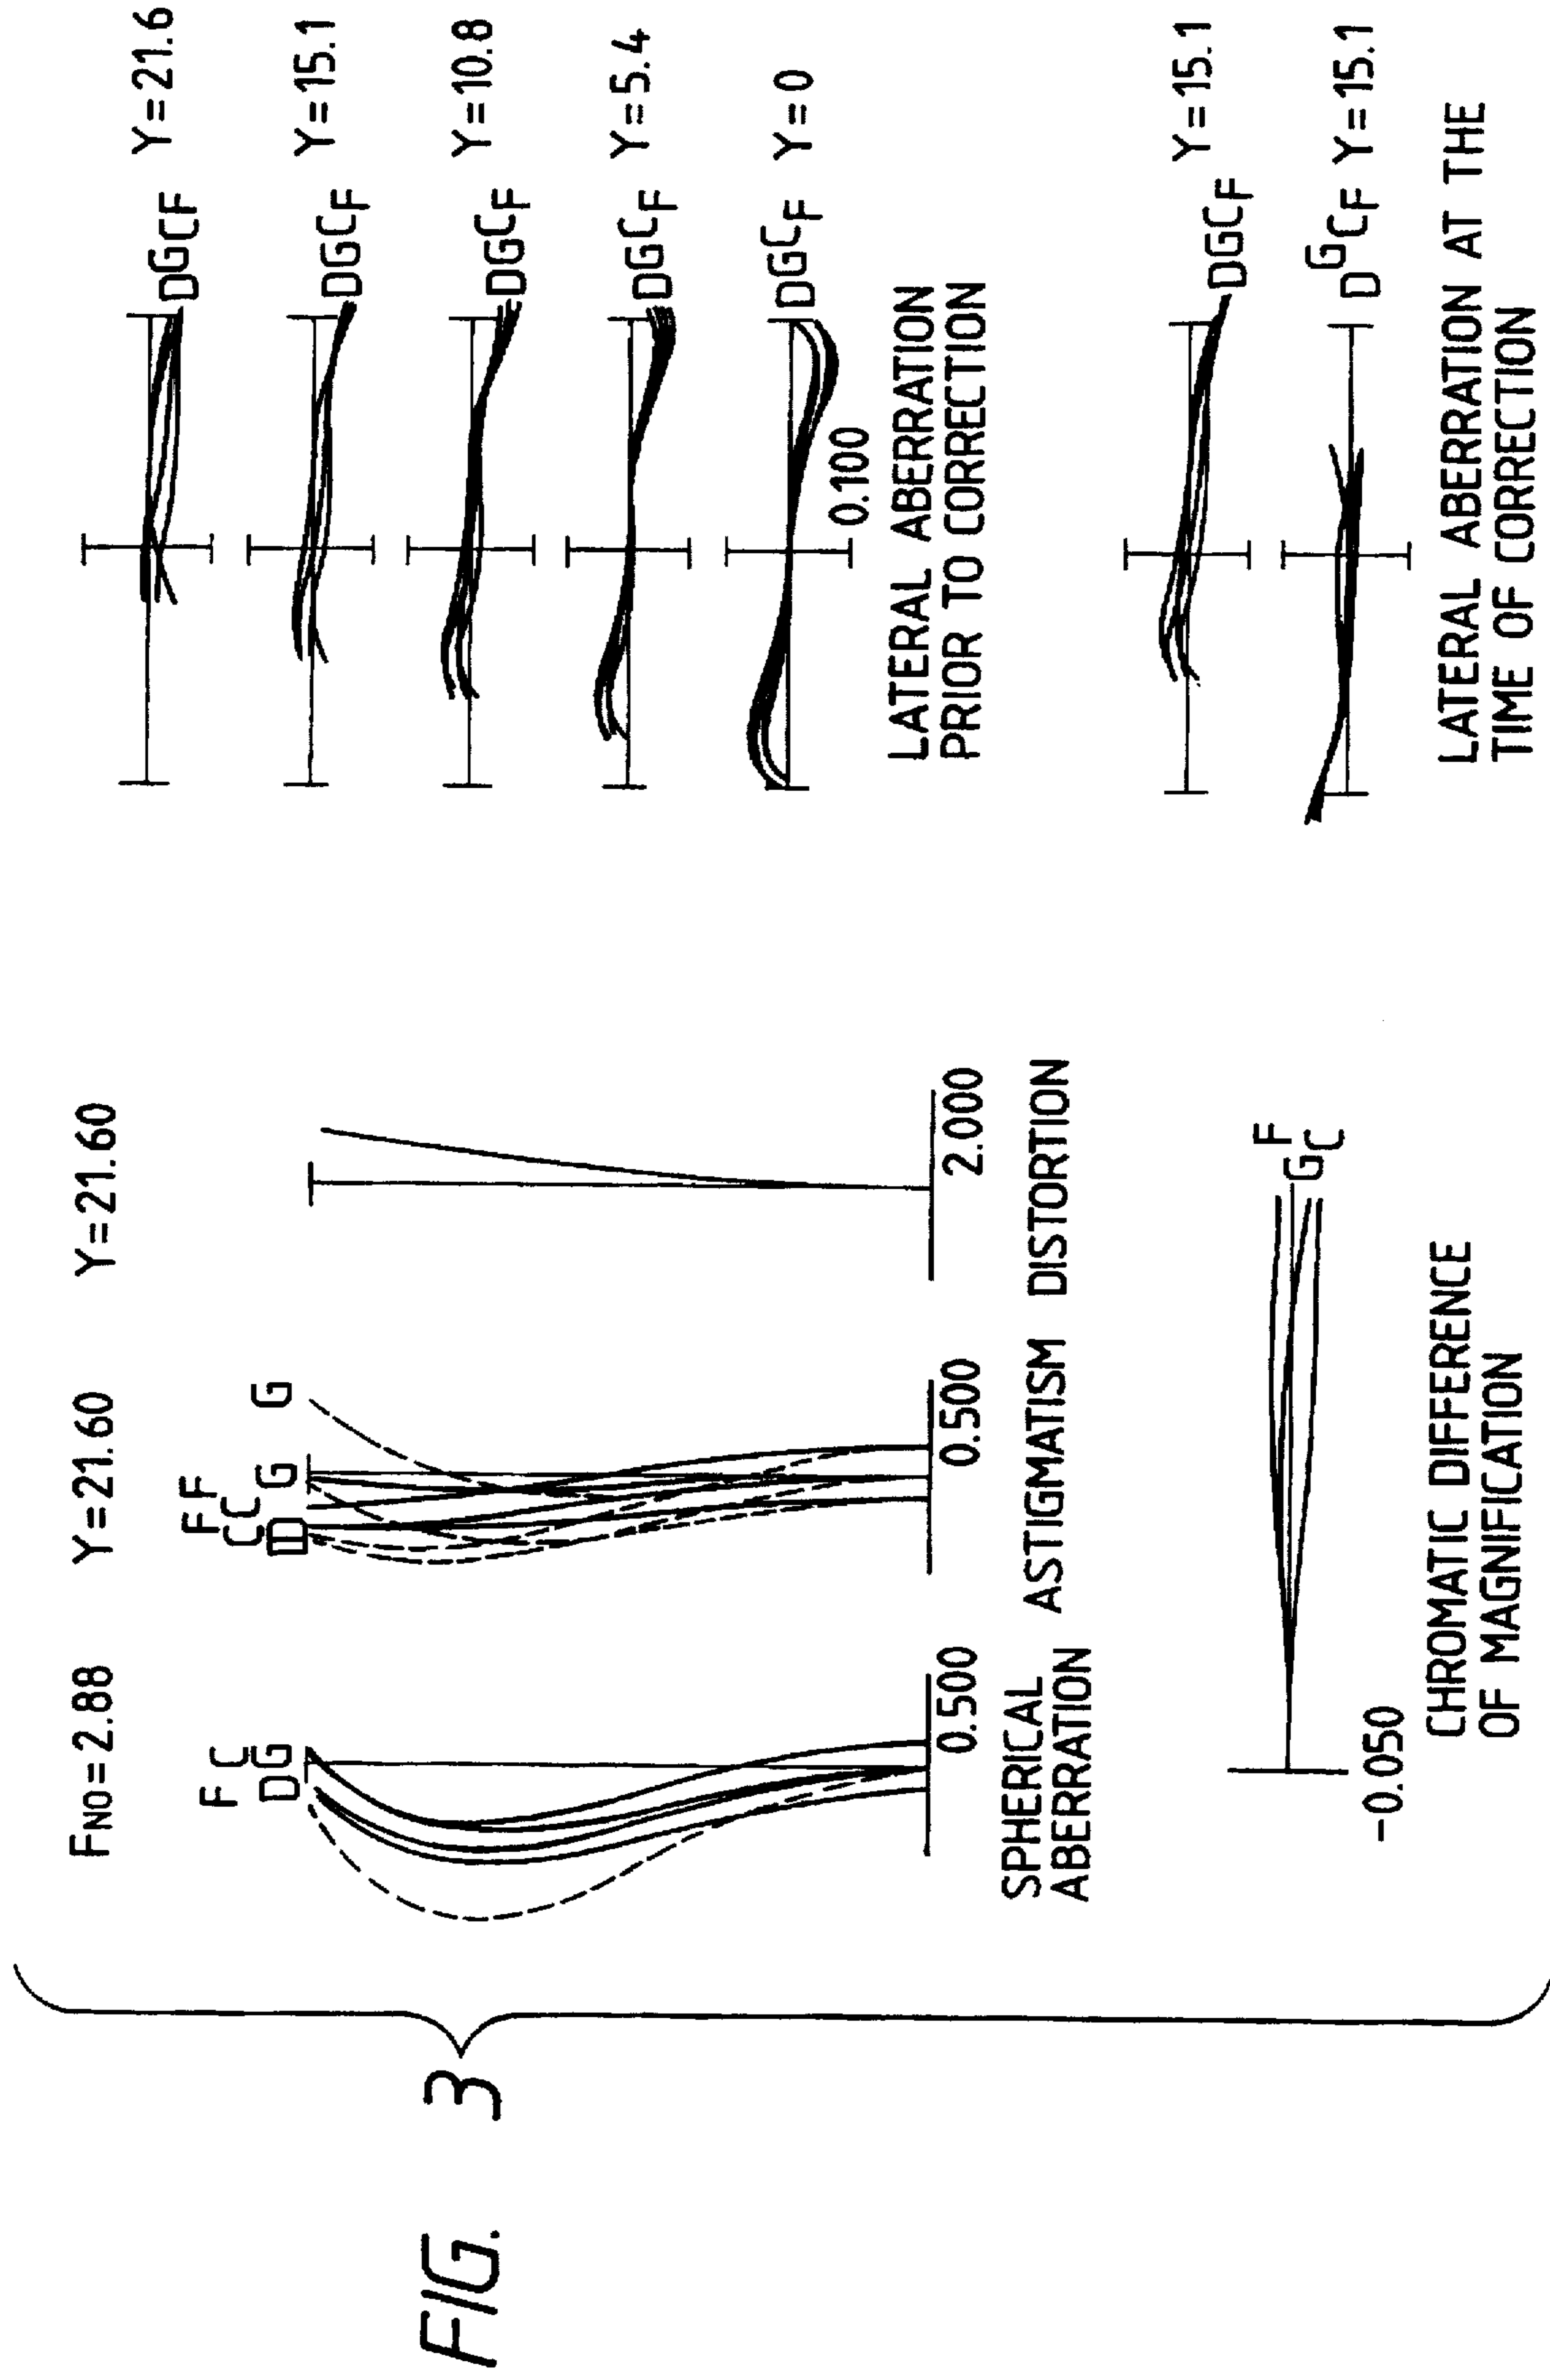 FIG. 3
FNO=2.88
F C
D G
0.500
SPHERICAL
ABERRATION
Y=21.60
F F
C C
D D G G
0.500
ASTIGMATISM
Y=21.60
2.000
DISTORTION
-0.050
F
G C
CHROMATIC DIFFERENCE
OF MAGNIFICATION
DGCF Y=21.6
DGCF Y=15.1
DGCF Y=10.8
DGCF Y=5.4
DGCF Y=0
0.100
LATERAL ABERRATION
PRIOR TO CORRECTION
DGCF Y=15.1
DGCF Y=15.1
LATERAL ABERRATION AT THE
TIME OF CORRECTION